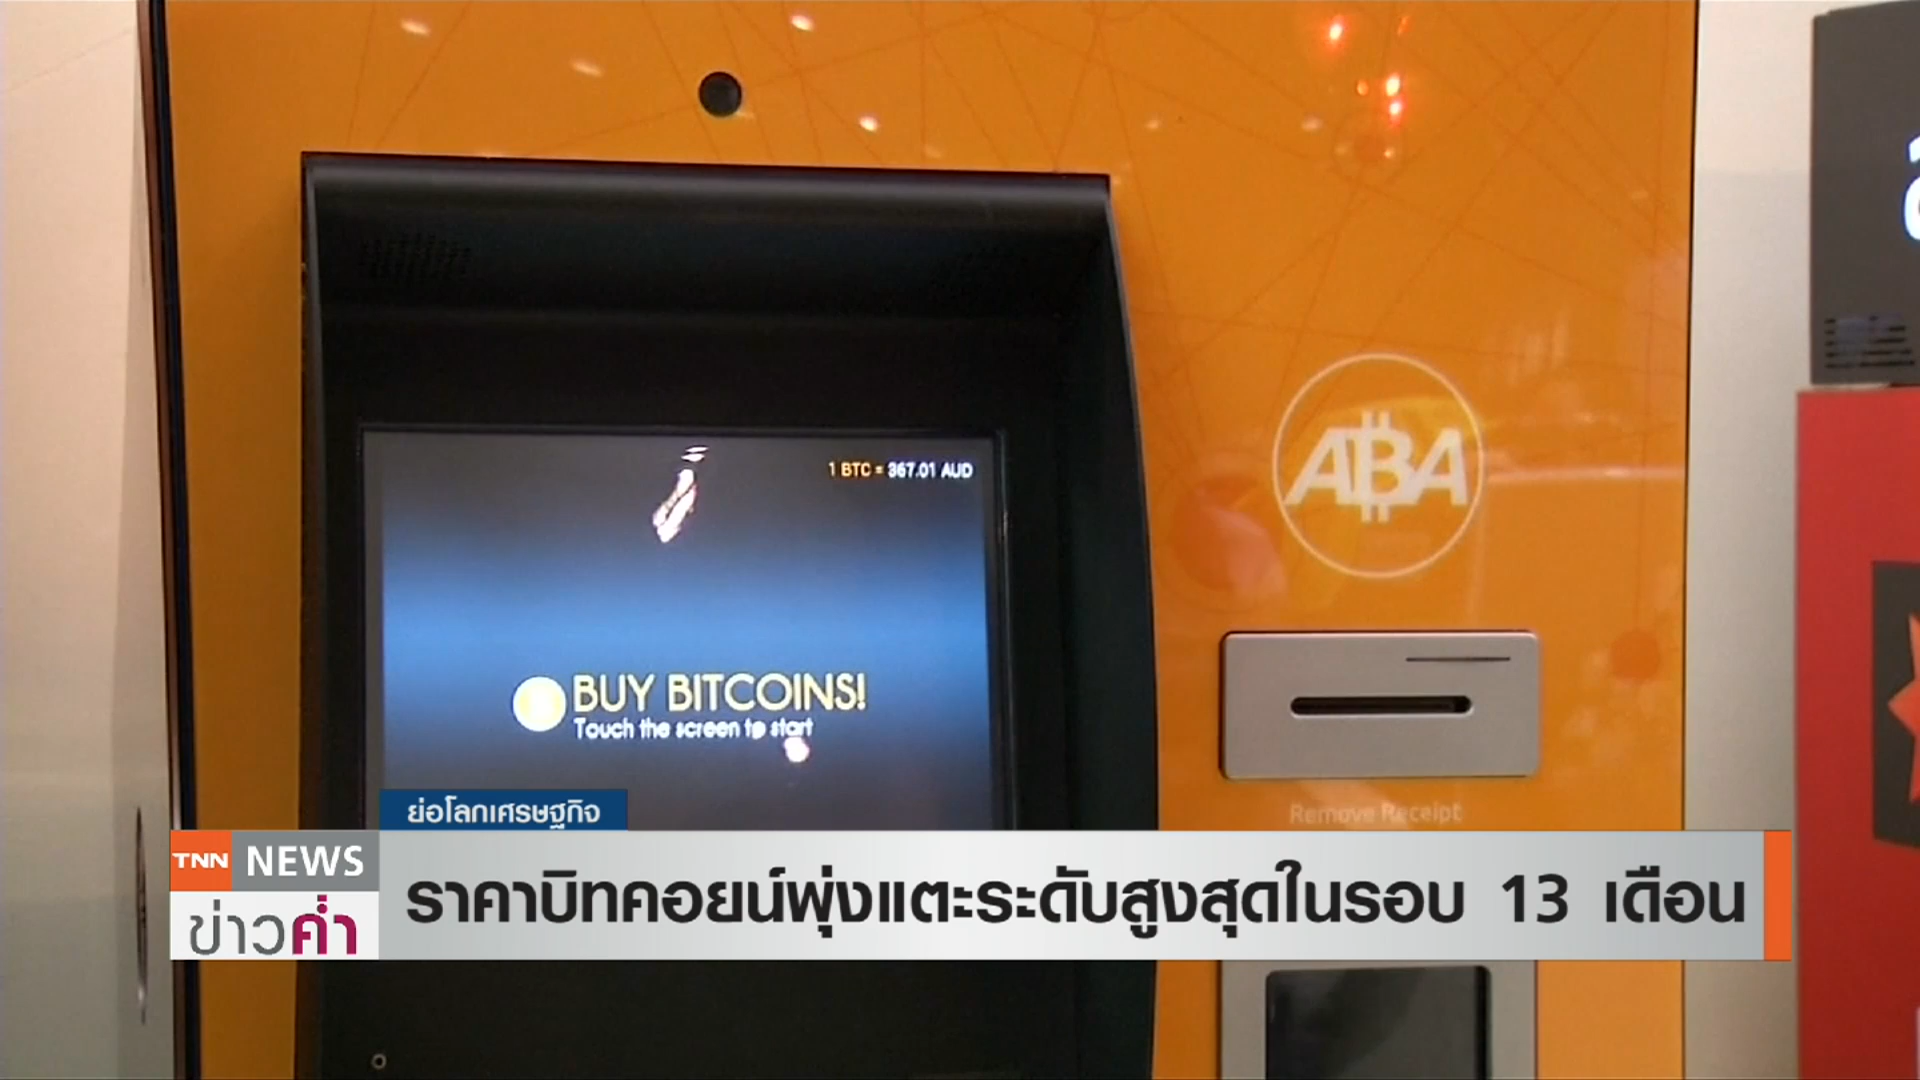 1 BTC = 367.01 AUD
ABA
BUY BITCOINS!
Touch the screen to start
Remove Receipt
ย่อโลกเศรษฐกิจ
TNN NEWS
ข่าวค่ำ
ราคาบิทคอยน์พุ่งแตะระดับสูงสุดในรอบ 13 เดือน